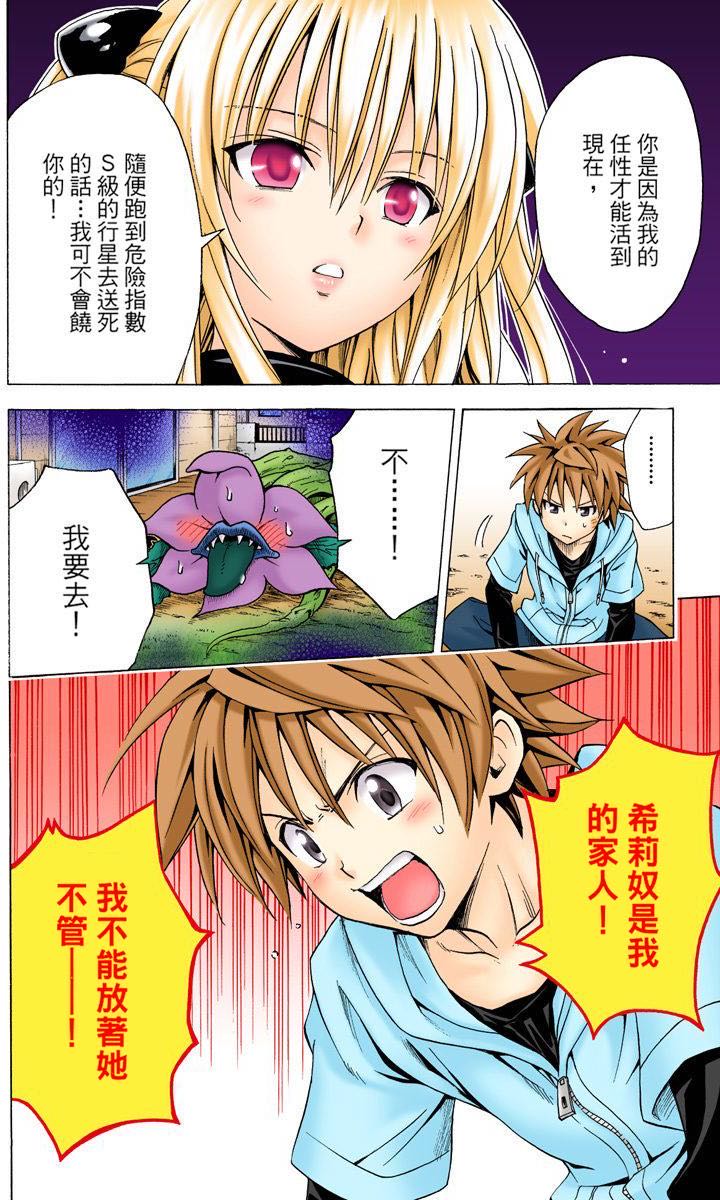 你是因為我的
任性才能活到
現在，
隨便跑到危險指數
Ｓ級的行星去送死
的話…我可不會饒
你的！
………
不……！
我要去！
希莉奴是我
的家人！
我不能放著她
不管——！